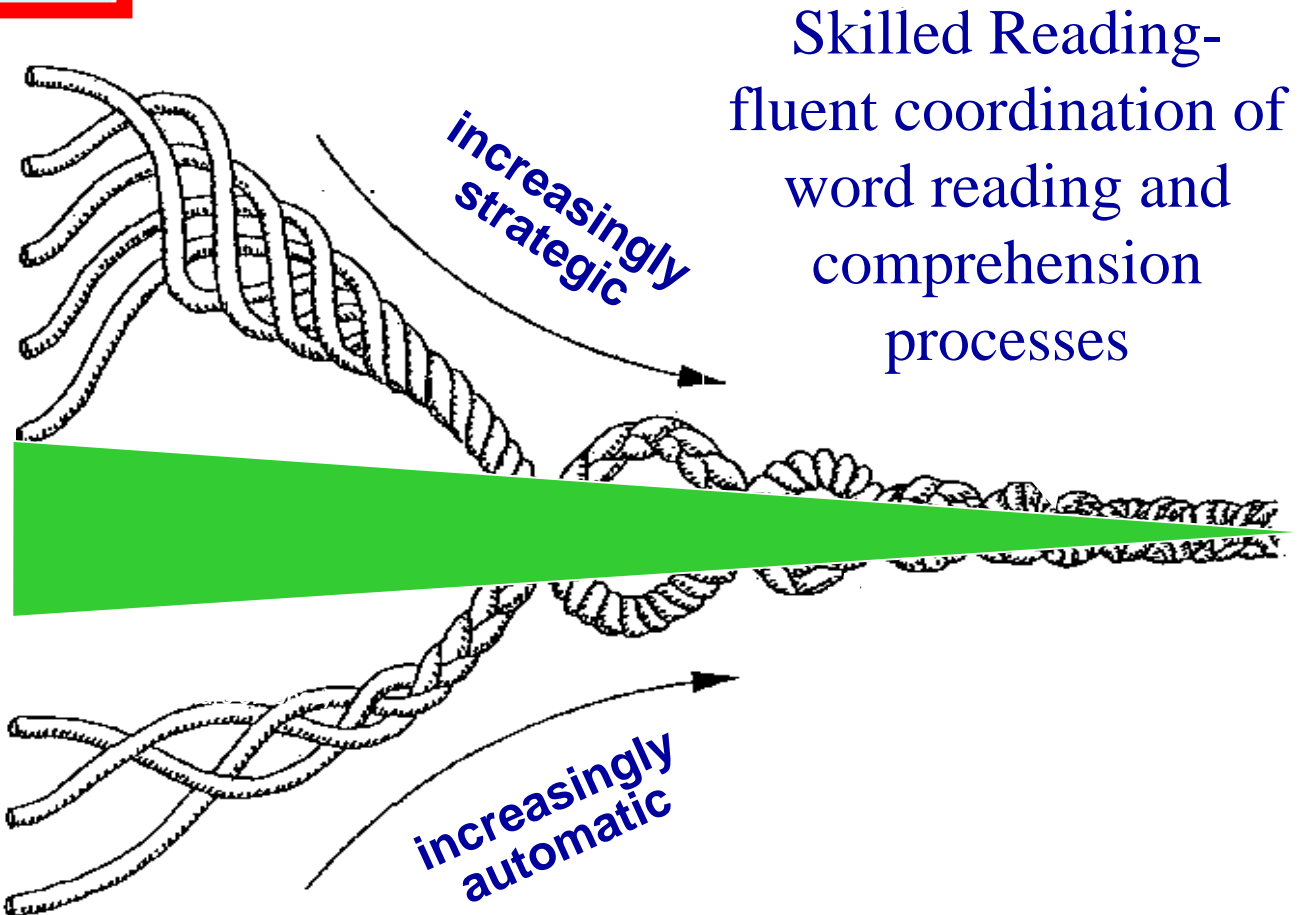 Skilled Reading-
fluent coordination of
word reading and
comprehension
processes
increasingly
strategic
increasingly
automatic